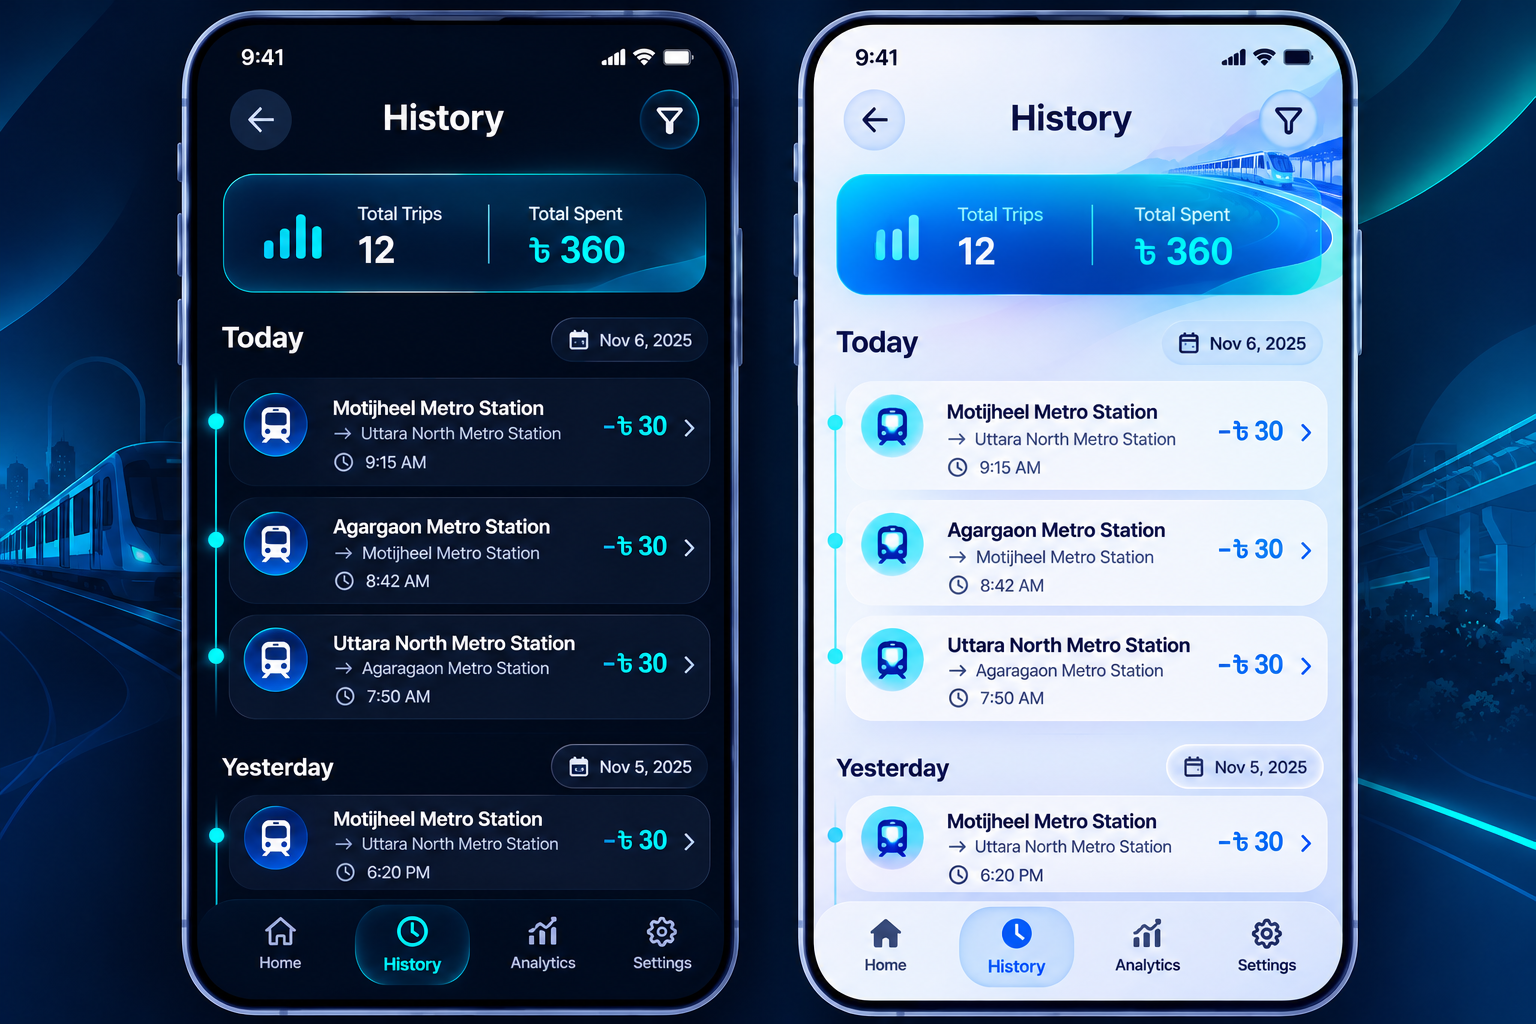 9:41
History
Total Trips
12
Total Spent
৳ 360
Today
Nov 6, 2025
Motijheel Metro Station
→ Uttara North Metro Station
9:15 AM
-৳ 30
Agargaon Metro Station
→ Motijheel Metro Station
8:42 AM
-৳ 30
Uttara North Metro Station
→ Agaragaon Metro Station
7:50 AM
-৳ 30
Yesterday
Nov 5, 2025
Motijheel Metro Station
→ Uttara North Metro Station
6:20 PM
-৳ 30
Home
History
Analytics
Settings
9:41
History
Total Trips
12
Total Spent
৳ 360
Today
Nov 6, 2025
Motijheel Metro Station
→ Uttara North Metro Station
9:15 AM
-৳ 30
Agargaon Metro Station
→ Motijheel Metro Station
8:42 AM
-৳ 30
Uttara North Metro Station
→ Agaragaon Metro Station
7:50 AM
-৳ 30
Yesterday
Nov 5, 2025
Motijheel Metro Station
→ Uttara North Metro Station
6:20 PM
-৳ 30
Home
History
Analytics
Settings